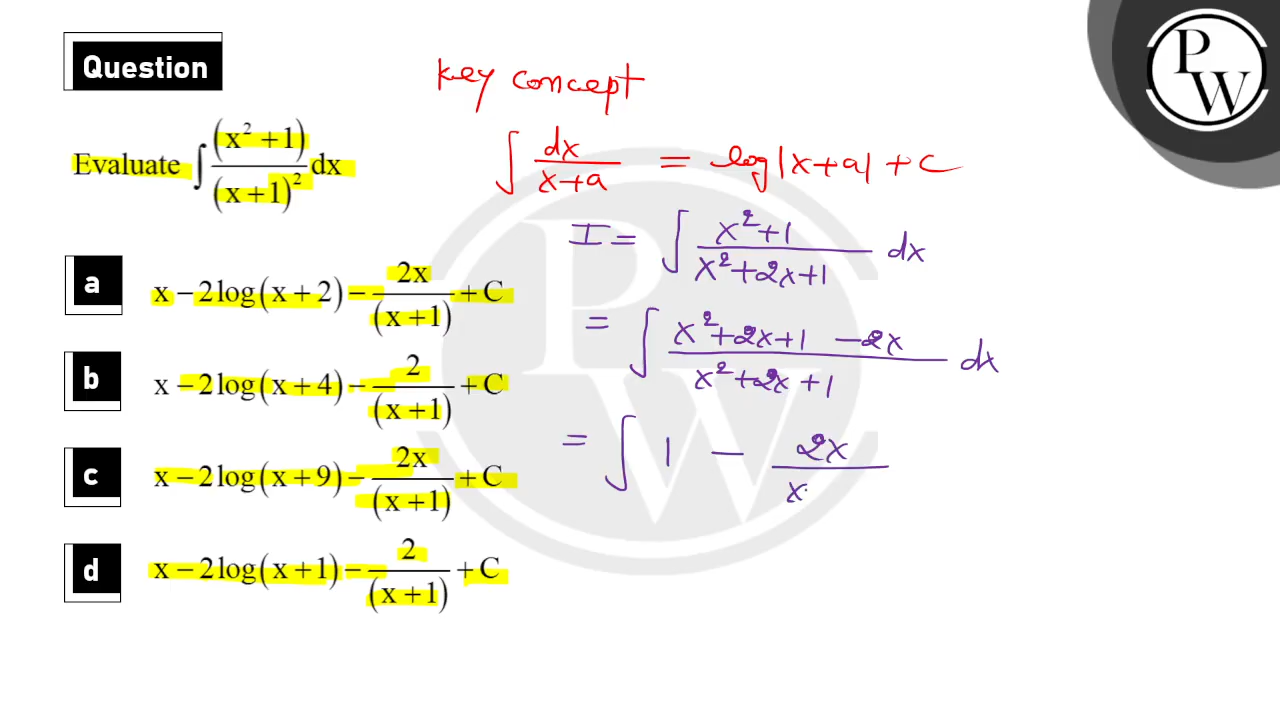 Question
Evaluate ∫ (x² + 1) / (x + 1)² dx
a x − 2log(x + 2) − 2x / (x + 1) + C
b x − 2log(x + 4) − 2 / (x + 1) + C
c x − 2log(x + 9) − 2x / (x + 1) + C
d x − 2log(x + 1) − 2 / (x + 1) + C
Key concept
∫ dx / x+a = log|x+a| + C
I = ∫ x²+1 / x²+2x+1 dx
= ∫ x²+2x+1 −2x / x²+2x+1 dx
= ∫ 1 − 2x / x
PW
PW